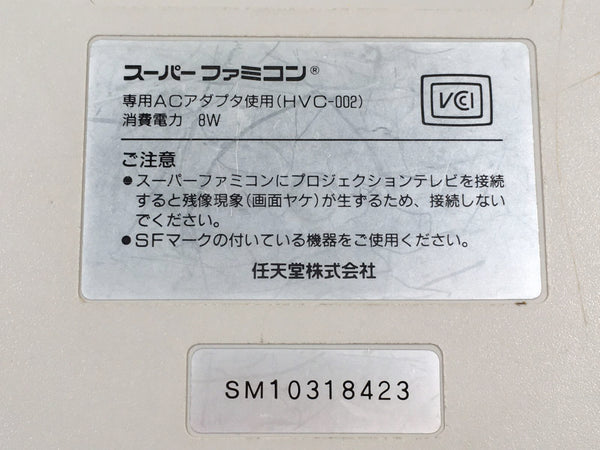 スーパーファミコン®
専用ACアダプタ使用(HVC-002)
消費電力 8W
VCCI
ご注意
●スーパーファミコンにプロジェクションテレビを接続
すると残像現象(画面ヤケ)が生ずるため、接続しない
でください。
●SFマークの付いている機器をご使用ください。
任天堂株式会社
SM10318423